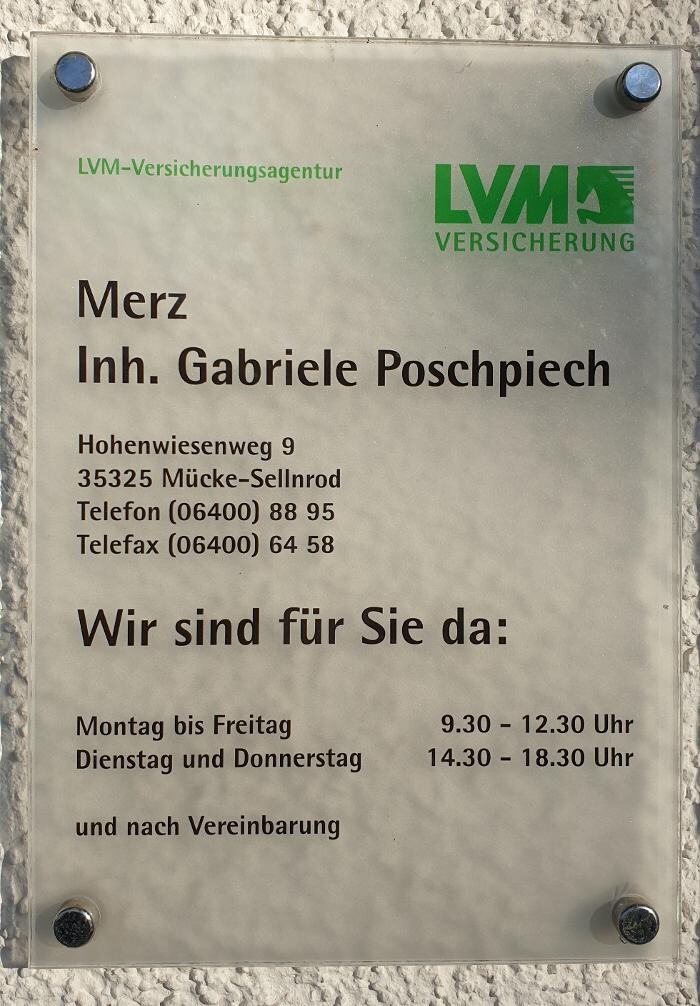 LVM-Versicherungsagentur
LVM
VERSICHERUNG
Merz
Inh. Gabriele Poschpiech
Hohenwiesenweg 9
35325 Mücke-Sellnrod
Telefon (06400) 88 95
Telefax (06400) 64 58
Wir sind für Sie da:
Montag bis Freitag 9.30 - 12.30 Uhr
Dienstag und Donnerstag 14.30 - 18.30 Uhr
und nach Vereinbarung